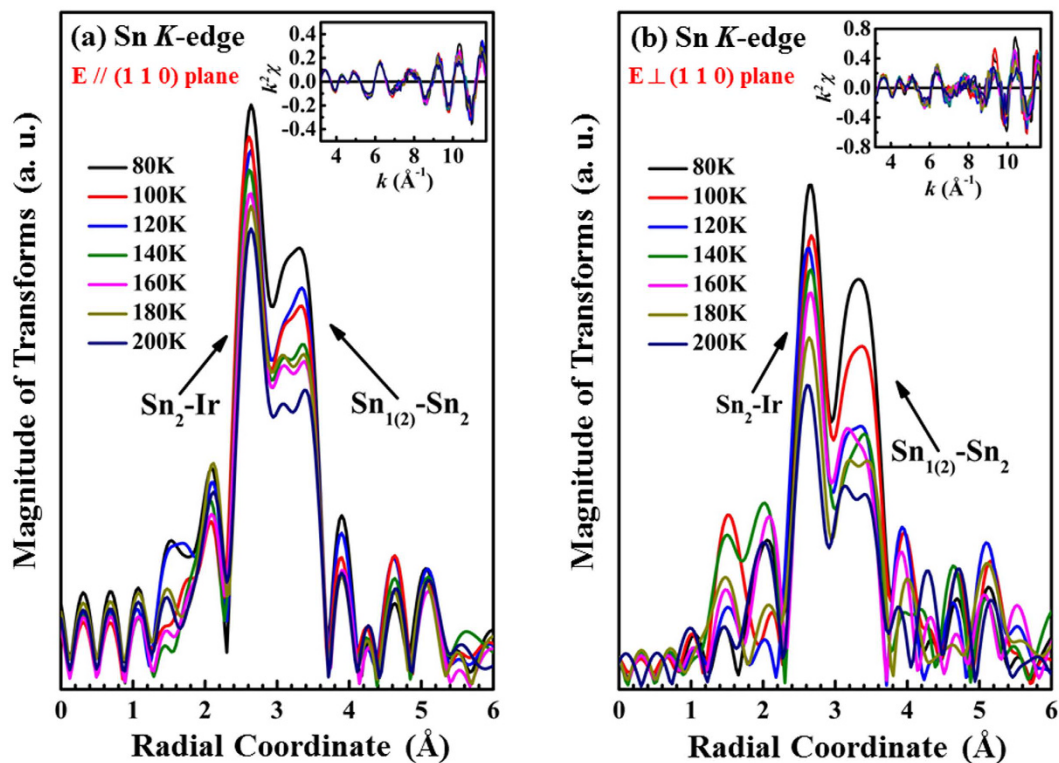 (a) Sn K-edge
E // (1 1 0) plane
0.4
0.2
0.0
-0.2
-0.4
k²χ
4 6 8 10
k (Å⁻¹)
80K
100K
120K
140K
160K
180K
200K
Sn₂-Ir
Sn₁₍₂₎-Sn₂
Magnitude of Transforms (a. u.)
0 1 2 3 4 5 6
Radial Coordinate (Å)
(b) Sn K-edge
E ⊥ (1 1 0) plane
0.8
0.4
0.0
-0.4
-0.8
k²χ
4 6 8 10
k (Å⁻¹)
80K
100K
120K
140K
160K
180K
200K
Sn₂-Ir
Sn₁₍₂₎-Sn₂
Magnitude of Transforms (a. u.)
0 1 2 3 4 5 6
Radial Coordinate (Å)